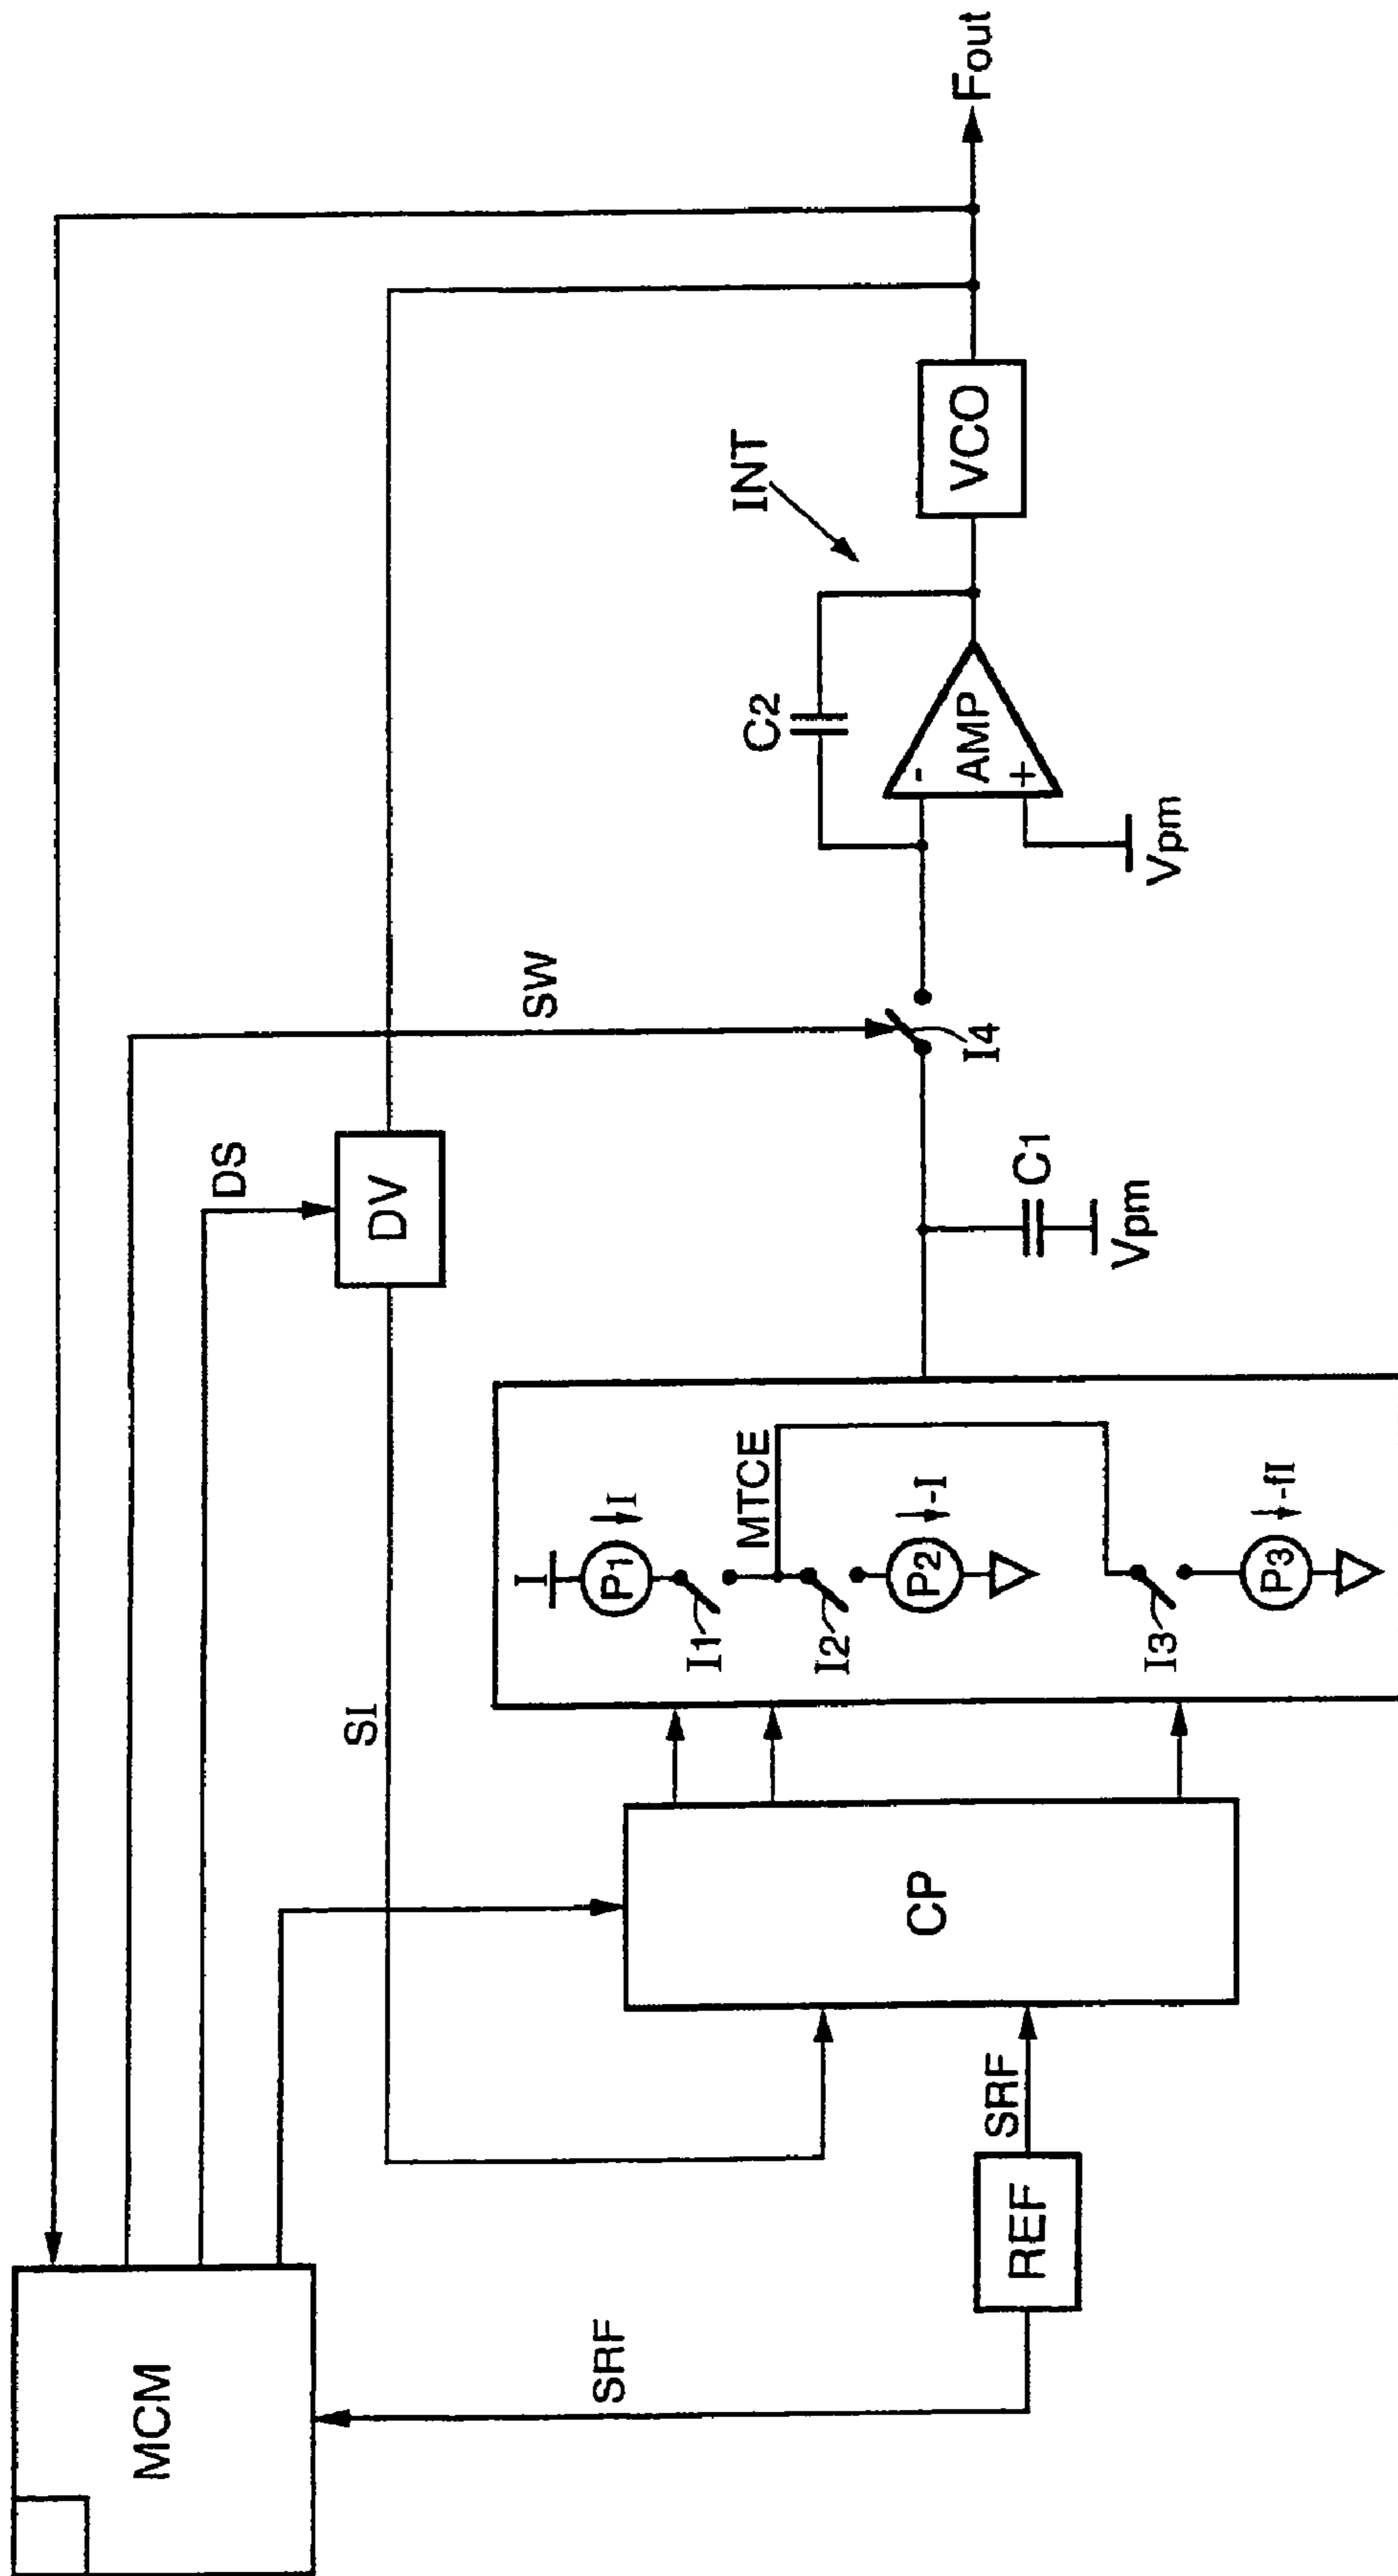 MCM
SRF
REF
SRF
CP
SI
DS
DV
SW
I
P1
I
I1
MTCE
I2
P2
-I
I3
P3
-fI
C1
Vpm
I4
C2
INT
-
AMP
+
Vpm
VCO
Fout